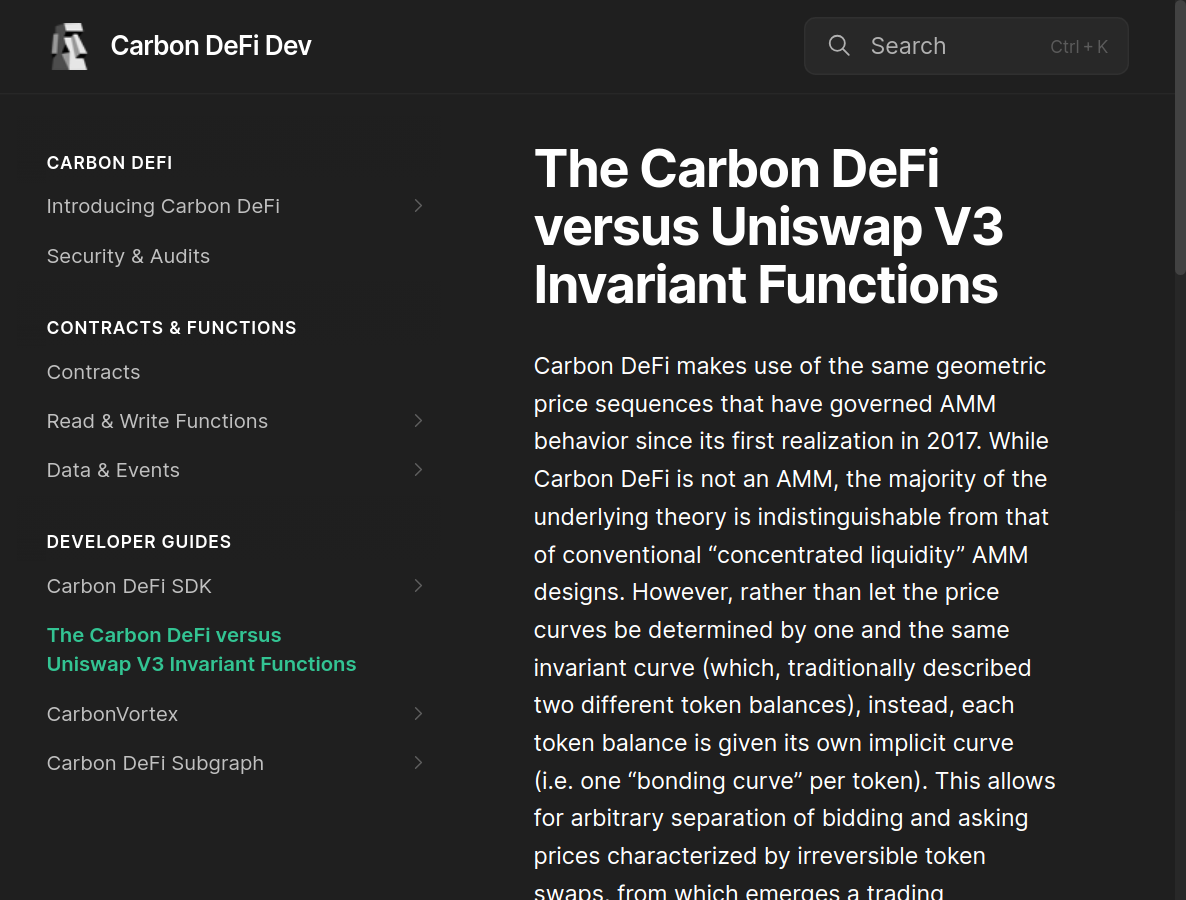 Carbon DeFi Dev
Search
Ctrl + K
CARBON DEFI
Introducing Carbon DeFi
Security & Audits
CONTRACTS & FUNCTIONS
Contracts
Read & Write Functions
Data & Events
DEVELOPER GUIDES
Carbon DeFi SDK
The Carbon DeFi versus
Uniswap V3 Invariant Functions
CarbonVortex
Carbon DeFi Subgraph
The Carbon DeFi
versus Uniswap V3
Invariant Functions
Carbon DeFi makes use of the same geometric
price sequences that have governed AMM
behavior since its first realization in 2017. While
Carbon DeFi is not an AMM, the majority of the
underlying theory is indistinguishable from that
of conventional “concentrated liquidity” AMM
designs. However, rather than let the price
curves be determined by one and the same
invariant curve (which, traditionally described
two different token balances), instead, each
token balance is given its own implicit curve
(i.e. one “bonding curve” per token). This allows
for arbitrary separation of bidding and asking
prices characterized by irreversible token
swaps, from which emerges a trading